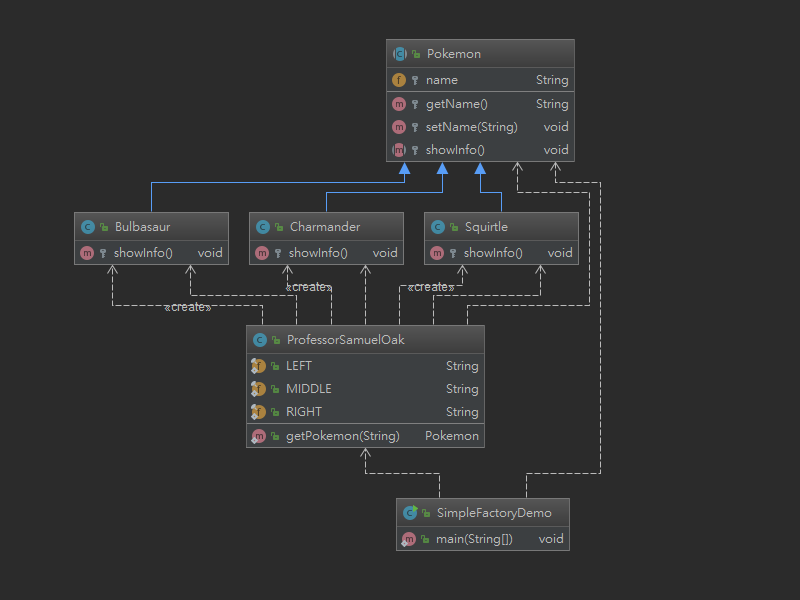 Pokemon
name String
getName() String
setName(String) void
showInfo() void
Bulbasaur
showInfo() void
Charmander
showInfo() void
Squirtle
showInfo() void
«create»
«create»
«create»
ProfessorSamuelOak
LEFT String
MIDDLE String
RIGHT String
getPokemon(String) Pokemon
SimpleFactoryDemo
main(String[]) void